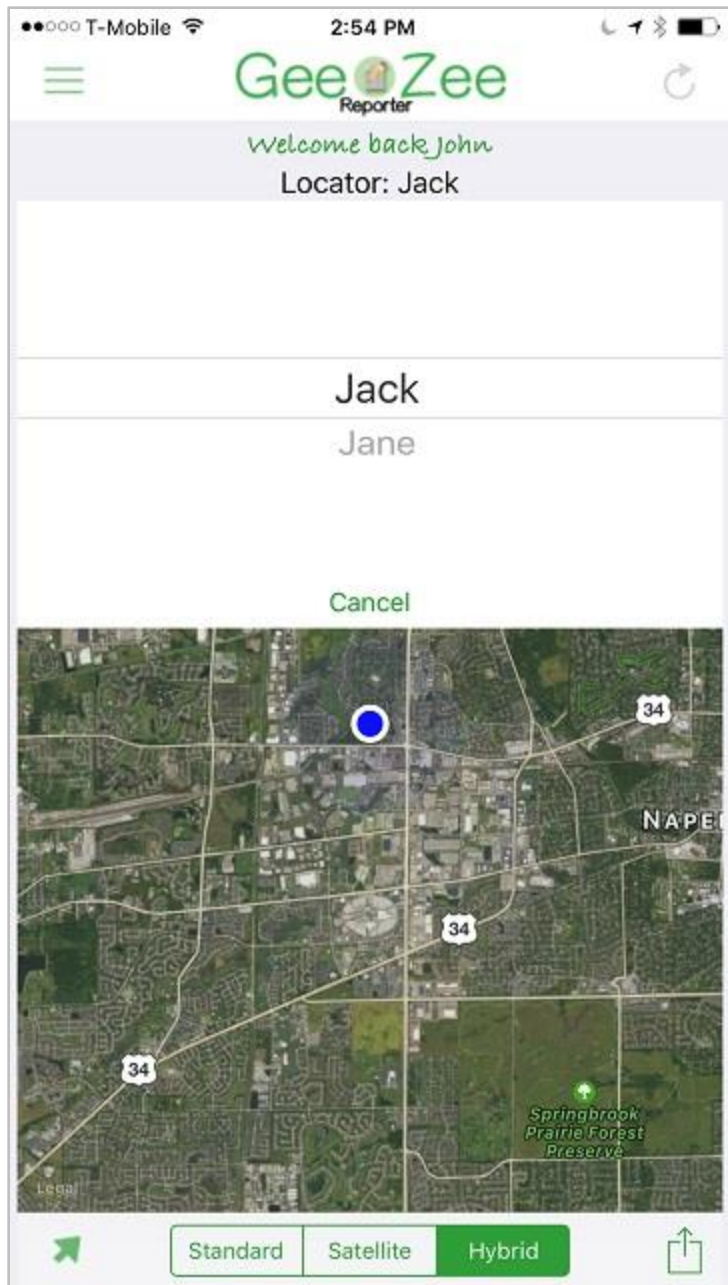 T-Mobile 2:54 PM
Gee Zee
Reporter
Welcome back John
Locator: Jack
Jack
Jane
Cancel
34
NAPE
34
34
Springbrook
Prairie Forest
Preserve
Legal
Standard Satellite Hybrid